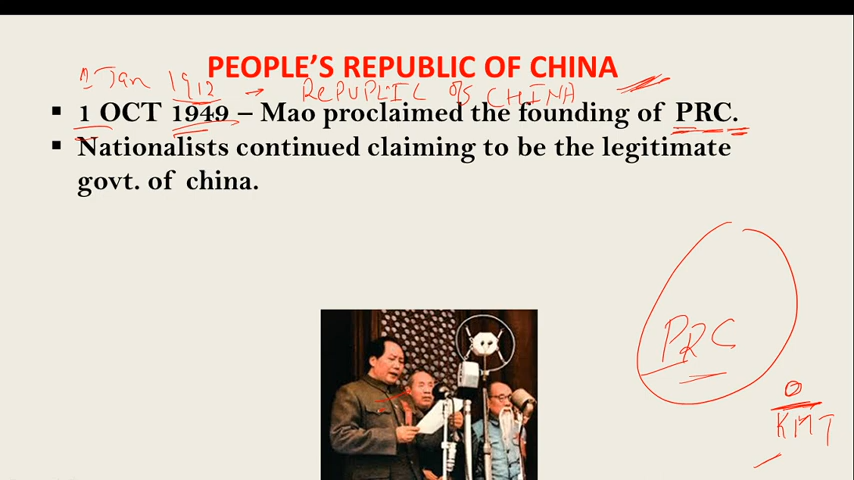 PEOPLE'S REPUBLIC OF CHINA
1 Jan 1912 → REPUPLIC OF CHINA
▪ 1 OCT 1949 – Mao proclaimed the founding of PRC.
▪ Nationalists continued claiming to be the legitimate
govt. of china.
PRC
KMT